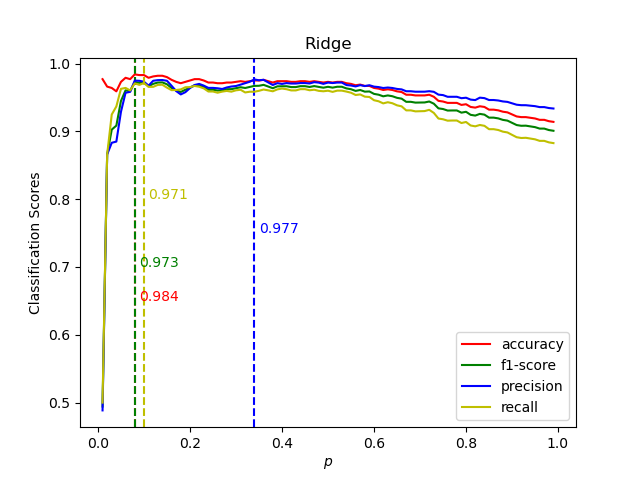 Ridge
Classification Scores
1.0
0.9
0.8
0.7
0.6
0.5
0.971
0.977
0.973
0.984
accuracy
f1-score
precision
recall
0.0 0.2 0.4 0.6 0.8 1.0
p